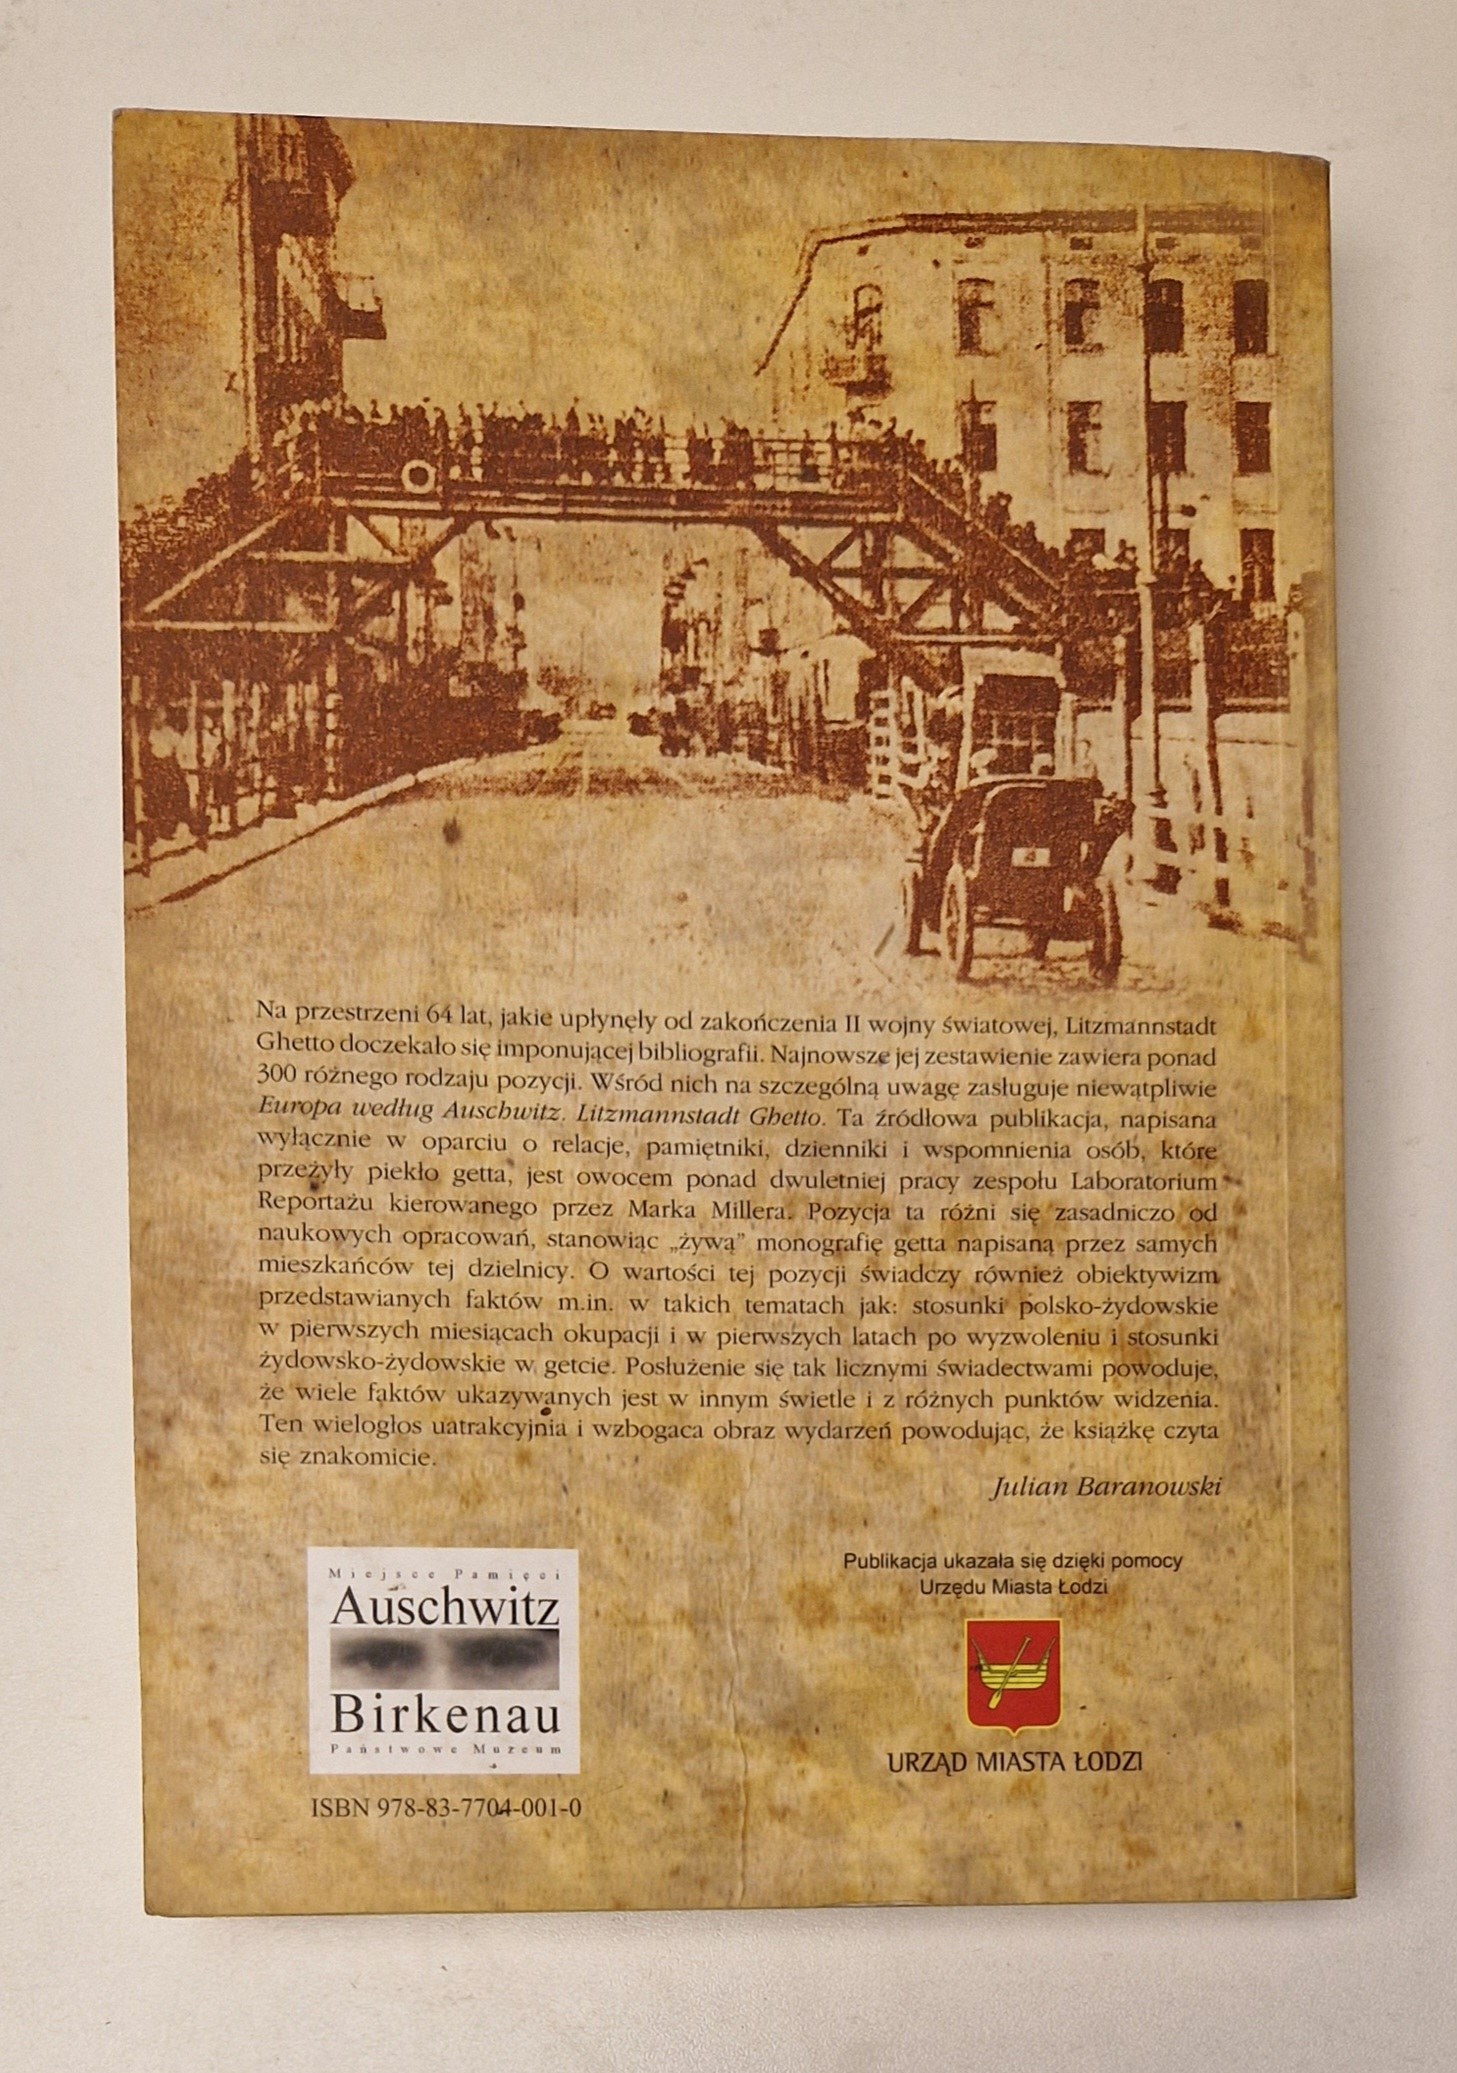 Na przestrzeni 64 lat, jakie upłynęły od zakończenia II wojny światowej, Litzmannstadt
Ghetto doczekało się imponującej bibliografii. Najnowsze jej zestawienie zawiera ponad
300 różnego rodzaju pozycji. Wśród nich na szczególną uwagę zasługuje niewątpliwie
Europa według Auschwitz. Litzmannstadt Ghetto. Ta źródłowa publikacja, napisana
wyłącznie w oparciu o relacje, pamiętniki, dzienniki i wspomnienia osób, które
przeżyły piekło getta, jest owocem ponad dwuletniej pracy zespołu Laboratorium
Reportażu kierowanego przez Marka Millera. Pozycja ta różni się zasadniczo od
naukowych opracowań, stanowiąc „żywą” monografię getta napisaną przez samych
mieszkańców tej dzielnicy. O wartości tej pozycji świadczy również obiektywizm
przedstawianych faktów m.in. w takich tematach jak: stosunki polsko-żydowskie
w pierwszych miesiącach okupacji i w pierwszych latach po wyzwoleniu i stosunki
żydowsko-żydowskie w getcie. Posłużenie się tak licznymi świadectwami powoduje,
że wiele faktów ukazywanych jest w innym świetle i z różnych punktów widzenia.
Ten wielogłos uatrakcyjnia i wzbogaca obraz wydarzeń powodując, że książkę czyta
się znakomicie.
Julian Baranowski
Miejsce Pamięci
Auschwitz
Birkenau
Państwowe Muzeum
ISBN 978-83-7704-001-0
Publikacja ukazała się dzięki pomocy
Urzędu Miasta Łodzi
URZĄD MIASTA ŁODZI